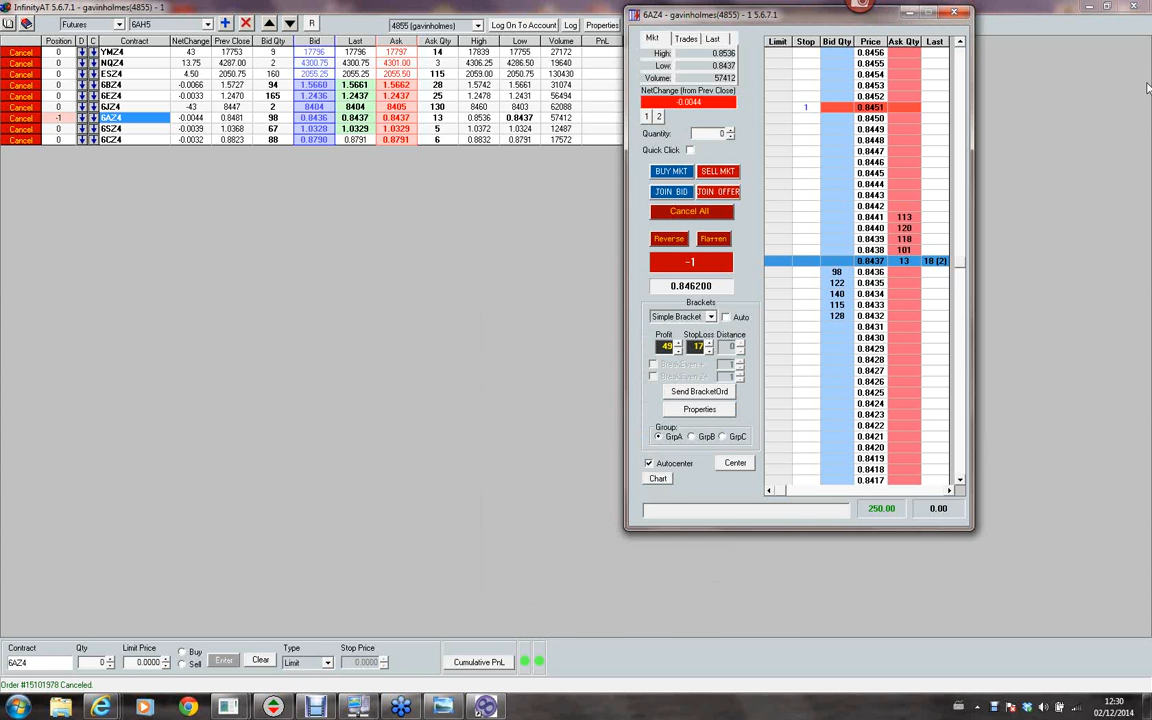 InfinityAT 5.6.7.1 - [Infinity 5.6.7.1]
Futures 6AH5 R 4855 (gavinholmes) Log On To Account Log Properties
Position D C Contract NetChange Prev Close Bid Qty Bid Last Ask Ask Qty High Low Volume PnL
Cancel 0 YMZ4 43 17753 9 17796 17796 17797 14 17839 17755 27172
Cancel 0 NQZ4 13.75 4287.00 2 4300.75 4300.75 4301.00 3 4306.25 4286.50 19640
Cancel 0 ESZ4 4.50 2050.75 160 2055.25 2055.25 2055.50 115 2059.00 2050.75 130430
Cancel 0 6BZ4 -0.0066 1.5727 94 1.5660 1.5661 1.5662 28 1.5742 1.5652 31074
Cancel 0 6EZ4 -0.0033 1.2470 165 1.2436 1.2437 1.2437 25 1.2478 1.2431 56494
Cancel 0 6JZ4 -43 8447 2 8404 8404 8405 130 8460 8403 62088
Cancel -1 6AZ4 -0.0044 0.8481 98 0.8436 0.8437 0.8437 13 0.8536 0.8437 57412
Cancel 0 6SZ4 -0.0039 1.0368 67 1.0328 1.0329 1.0329 5 1.0372 1.0324 12487
Cancel 0 6CZ4 -0.0032 0.8823 88 0.8790 0.8791 0.8791 6 0.8832 0.8783 17572
6AZ4 - gavinholmes(4855) - 1 5.6.7.1
Mkt Trades Last
High: 0.8536
Low: 0.8437
Volume: 57412
NetChange (from Prev Close)
-0.0044
1 2
Quantity: 0
Quick Click
BUY MKT SELL MKT
JOIN BID JOIN OFFER
Cancel All
Reverse Flatten
-1
0.846200
Brackets
Simple Bracket Auto
Profit StopLoss Distance
49 17 0
BreakEven + 1
BreakEven 2+ 1
Send BracketOrd
Properties
Group:
GrpA GrpB GrpC
Autocenter Center
Chart
Limit Stop Bid Qty Price Ask Qty Last
0.8456
0.8455
0.8454
0.8453
0.8452
1 0.8451
0.8450
0.8449
0.8448
0.8447
0.8446
0.8445
0.8444
0.8443
0.8442
0.8441 113
0.8440 120
0.8439 118
0.8438 101
0.8437 13 18 (2)
98 0.8436
122 0.8435
140 0.8434
115 0.8433
128 0.8432
0.8431
0.8430
0.8429
0.8428
0.8427
0.8426
0.8425
0.8424
0.8423
0.8422
0.8421
0.8420
0.8419
0.8418
0.8417
250.00 0.00
Contract Qty Limit Price Buy Sell Type Stop Price
6AZ4 0 0.0000 Enter Clear Limit 0.0000 Cumulative PnL
Order #15101978 Canceled.
12:30
02/12/2014